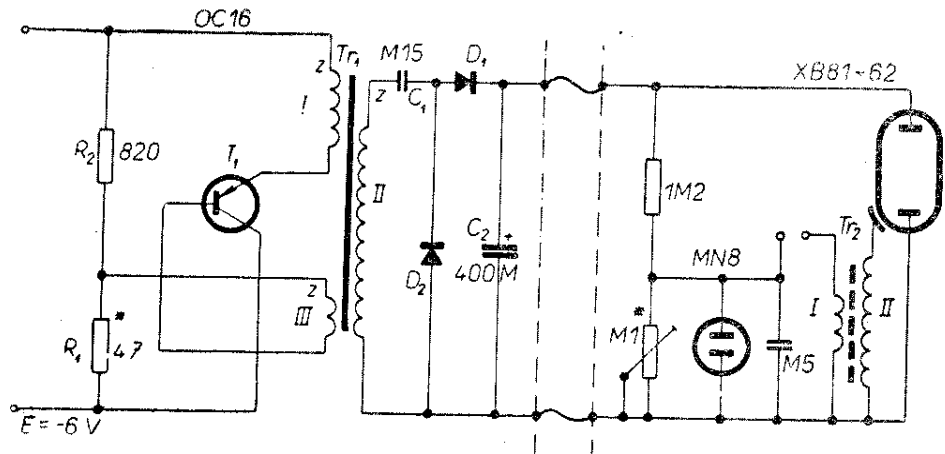 OC16
Tr₁
M15
D₁
XB81-62
z
I
z
C₁
R₂
820
T₁
II
1M2
C₂
+
400M
D₂
MN8
Tr₂
z
III
*
R₁
47
*
M1
M5
I
II
E = -6 V